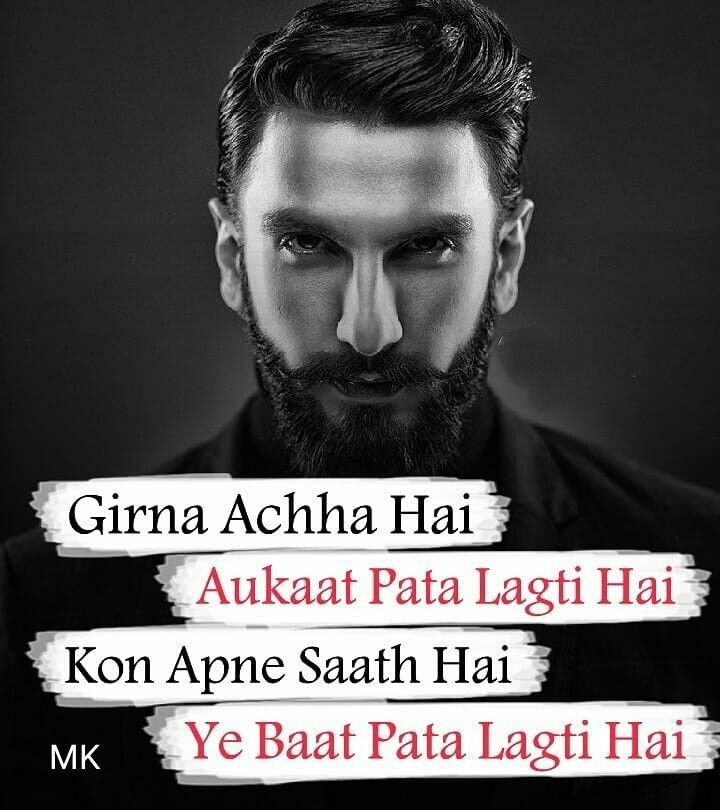 Girna Achha Hai
Aukaat Pata Lagti Hai
Kon Apne Saath Hai
Ye Baat Pata Lagti Hai
MK